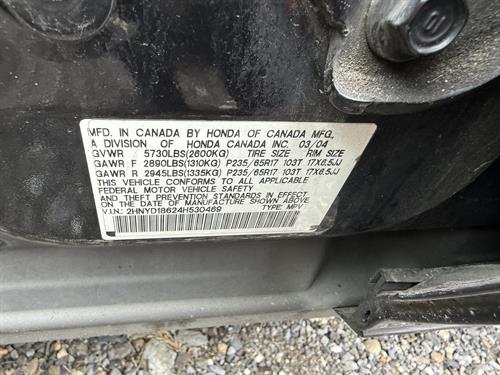 MFD. IN CANADA BY HONDA OF CANADA MFG.,
A DIVISION OF HONDA CANADA INC. 03/04
GVWR 5730LBS(2600KG) TIRE SIZE RIM SIZE
GAWR F 2890LBS(1310KG) P235/65R17 103T 17X6.5JJ
GAWR R 2945LBS(1335KG) P235/65R17 103T 17X6.5JJ
THIS VEHICLE CONFORMS TO ALL APPLICABLE
FEDERAL MOTOR VEHICLE SAFETY
AND THEFT PREVENTION STANDARDS IN EFFECT
ON THE DATE OF MANUFACTURE SHOWN ABOVE
V.I.N.: 2HNYD18624H530469 TYPE: MPV